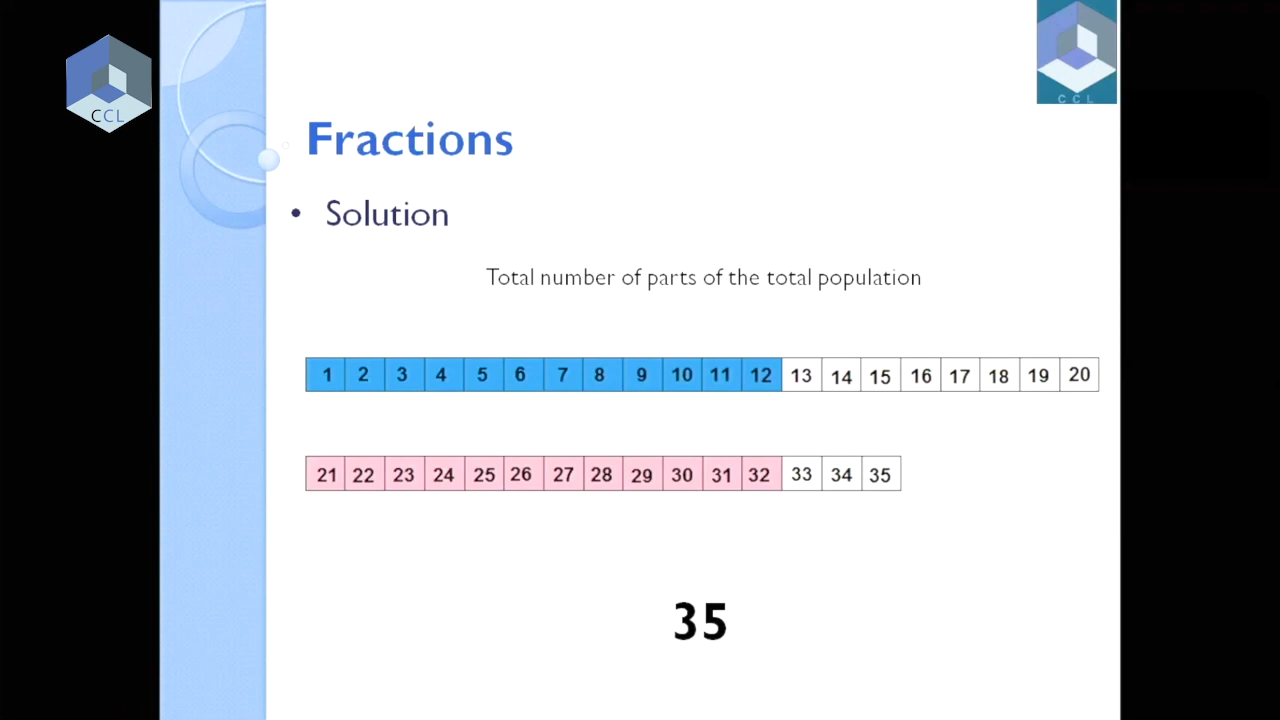 CCL
CCL
Fractions
• Solution
Total number of parts of the total population
1 2 3 4 5 6 7 8 9 10 11 12 13 14 15 16 17 18 19 20
21 22 23 24 25 26 27 28 29 30 31 32 33 34 35
35